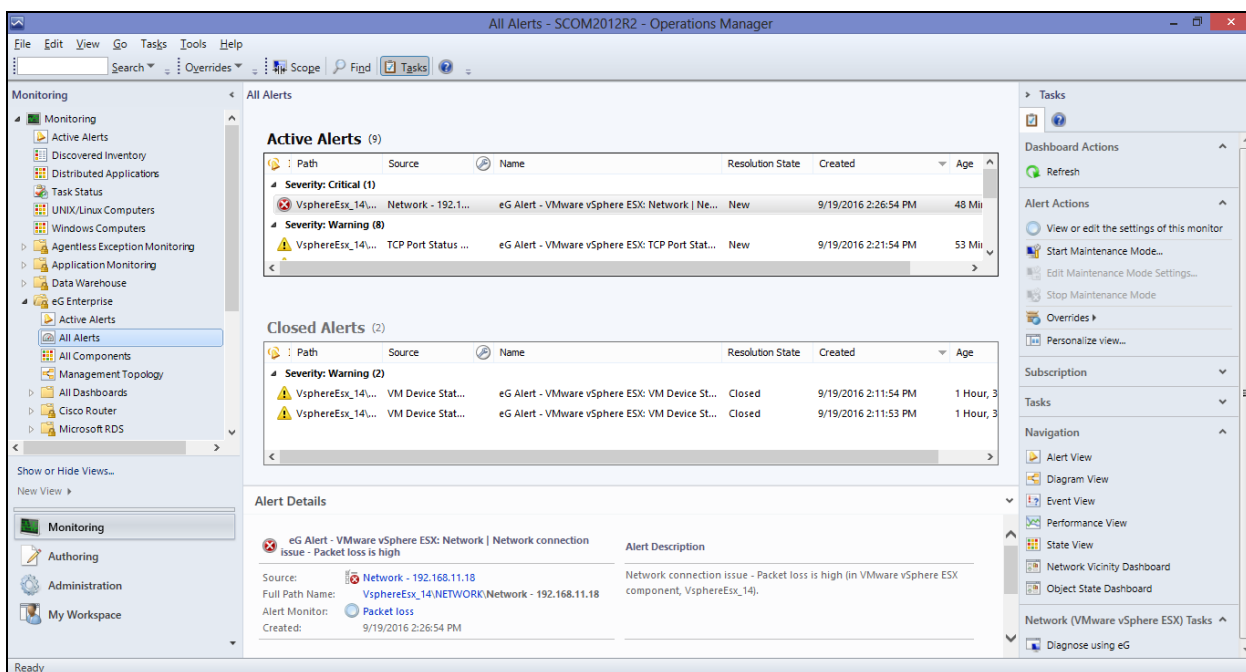 All Alerts - SCOM2012R2 - Operations Manager
File Edit View Go Tasks Tools Help
Search Overrides Scope Find Tasks
Monitoring
Monitoring
Active Alerts
Discovered Inventory
Distributed Applications
Task Status
UNIX/Linux Computers
Windows Computers
Agentless Exception Monitoring
Application Monitoring
Data Warehouse
eG Enterprise
Active Alerts
All Alerts
All Components
Management Topology
All Dashboards
Cisco Router
Microsoft RDS
Show or Hide Views...
New View
Monitoring
Authoring
Administration
My Workspace
All Alerts
Active Alerts (9)
Path Source Name Resolution State Created Age
Severity: Critical (1)
VsphereEsx_14\... Network - 192.1... eG Alert - VMware vSphere ESX: Network | Ne... New 9/19/2016 2:26:54 PM 48 Min
Severity: Warning (8)
VsphereEsx_14\... TCP Port Status ... eG Alert - VMware vSphere ESX: TCP Port Stat... New 9/19/2016 2:21:54 PM 53 Min
Closed Alerts (2)
Path Source Name Resolution State Created Age
Severity: Warning (2)
VsphereEsx_14\... VM Device Stat... eG Alert - VMware vSphere ESX: VM Device St... Closed 9/19/2016 2:11:54 PM 1 Hour, 3
VsphereEsx_14\... VM Device Stat... eG Alert - VMware vSphere ESX: VM Device St... Closed 9/19/2016 2:11:53 PM 1 Hour, 3
Alert Details
eG Alert - VMware vSphere ESX: Network | Network connection
issue - Packet loss is high
Source: Network - 192.168.11.18
Full Path Name: VsphereEsx_14\NETWORK\Network - 192.168.11.18
Alert Monitor: Packet loss
Created: 9/19/2016 2:26:54 PM
Alert Description
Network connection issue - Packet loss is high (in VMware vSphere ESX
component, VsphereEsx_14).
Tasks
Dashboard Actions
Refresh
Alert Actions
View or edit the settings of this monitor
Start Maintenance Mode...
Edit Maintenance Mode Settings...
Stop Maintenance Mode
Overrides
Personalize view...
Subscription
Tasks
Navigation
Alert View
Diagram View
Event View
Performance View
State View
Network Vicinity Dashboard
Object State Dashboard
Network (VMware vSphere ESX) Tasks
Diagnose using eG
Ready